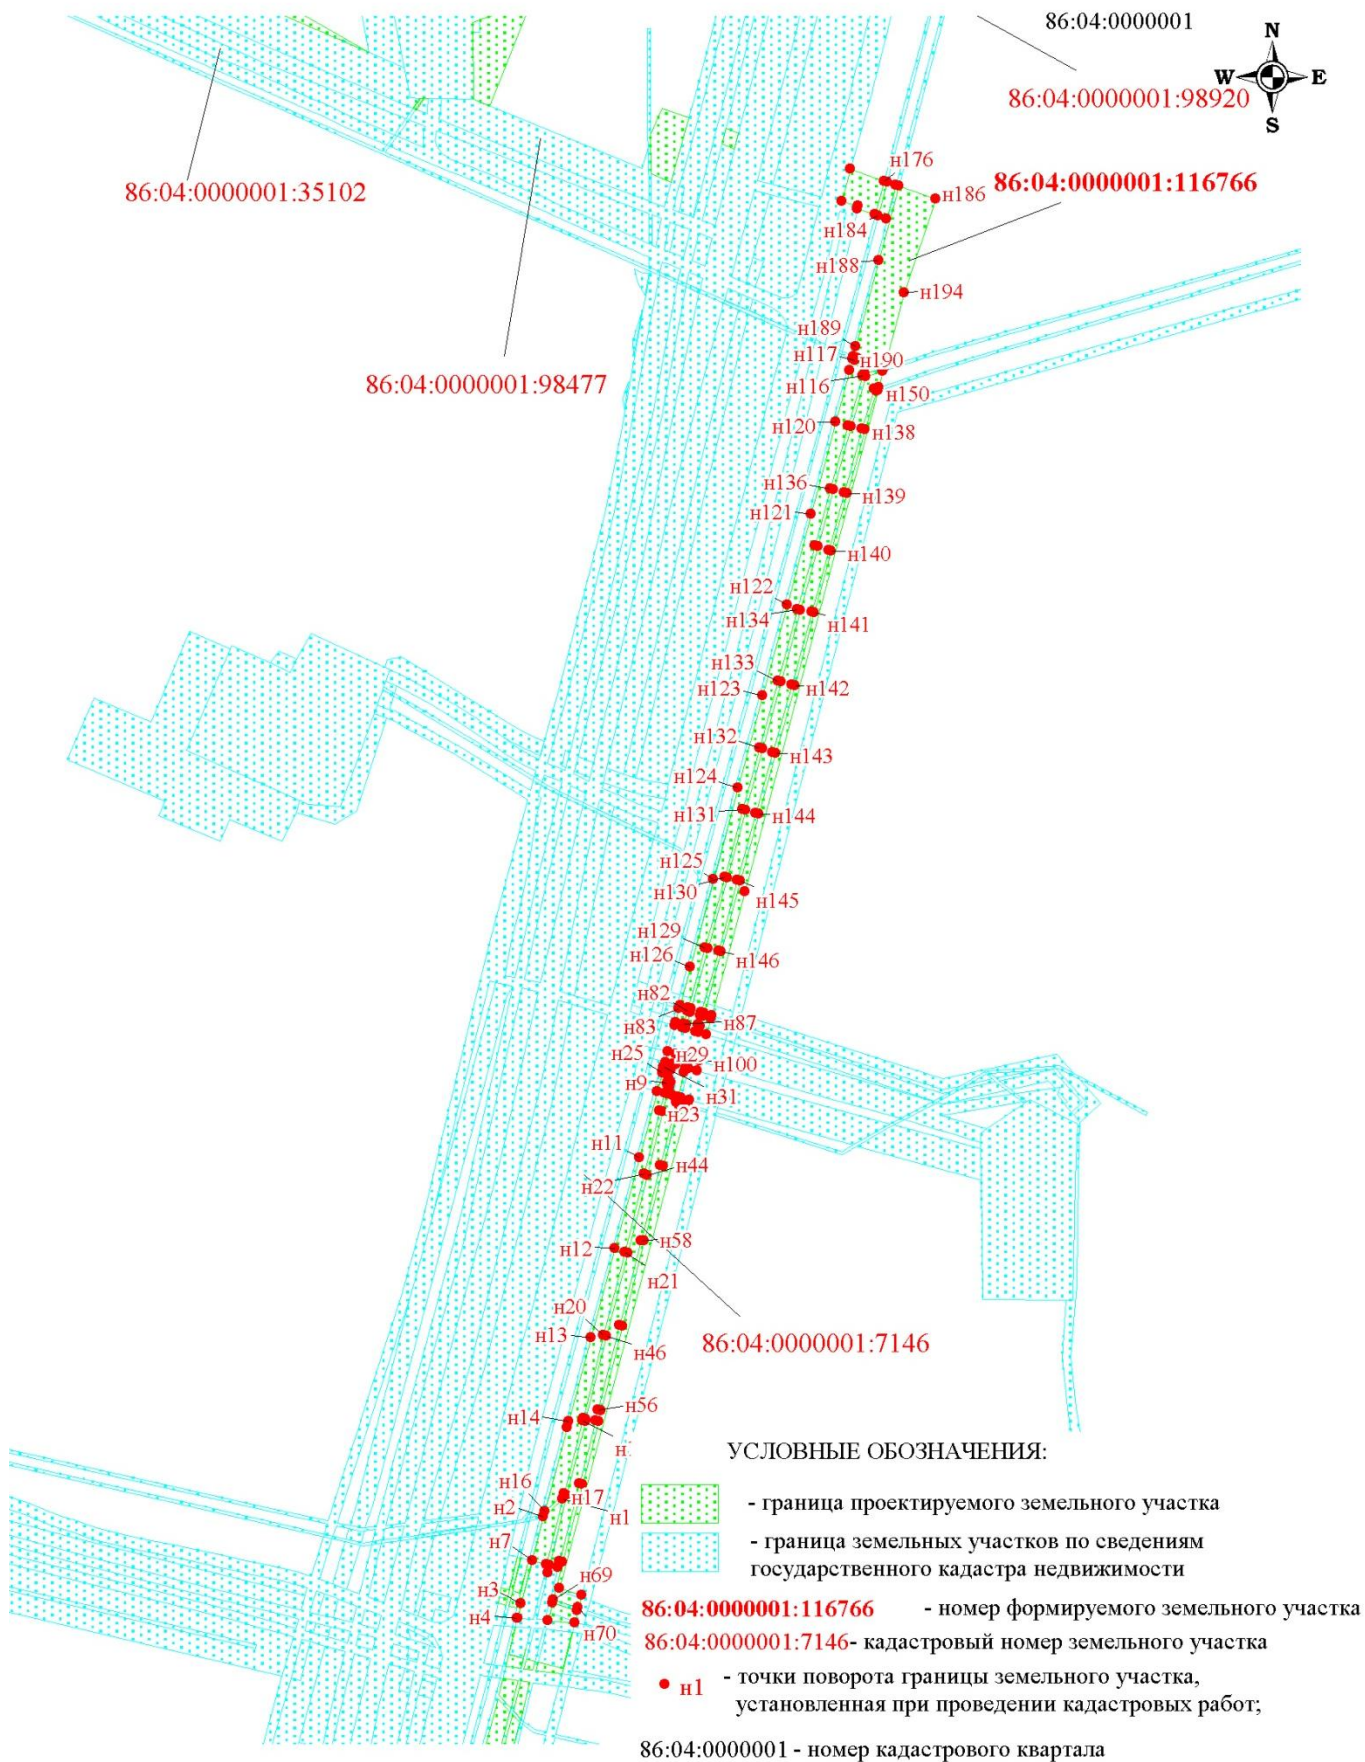 86:04:0000001
N
W
E
S
86:04:0000001:98920
н176
86:04:0000001:35102
86:04:0000001:116766
н186
н184
н188
н194
н189
н117
н190
86:04:0000001:98477
н116
н150
н120
н138
н136
н139
н121
н140
н122
н134
н141
н133
н123
н142
н132
н143
н124
н131
н144
н125
н130
н145
н129
н126
н146
н82
н83
н87
н25
н29
н100
н9
н31
н23
н11
н44
н22
н12
н58
н21
н20
н13
н46
86:04:0000001:7146
н56
н14
УСЛОВНЫЕ ОБОЗНАЧЕНИЯ:
н16
н2
н17
н1
- граница проектируемого земельного участка
- граница земельных участков по сведениям
государственного кадастра недвижимости
н7
н69
н3
н4
н70
86:04:0000001:116766 - номер формируемого земельного участка
86:04:0000001:7146- кадастровый номер земельного участка
н1 - точки поворота границы земельного участка,
установленная при проведении кадастровых работ;
86:04:0000001 - номер кадастрового квартала